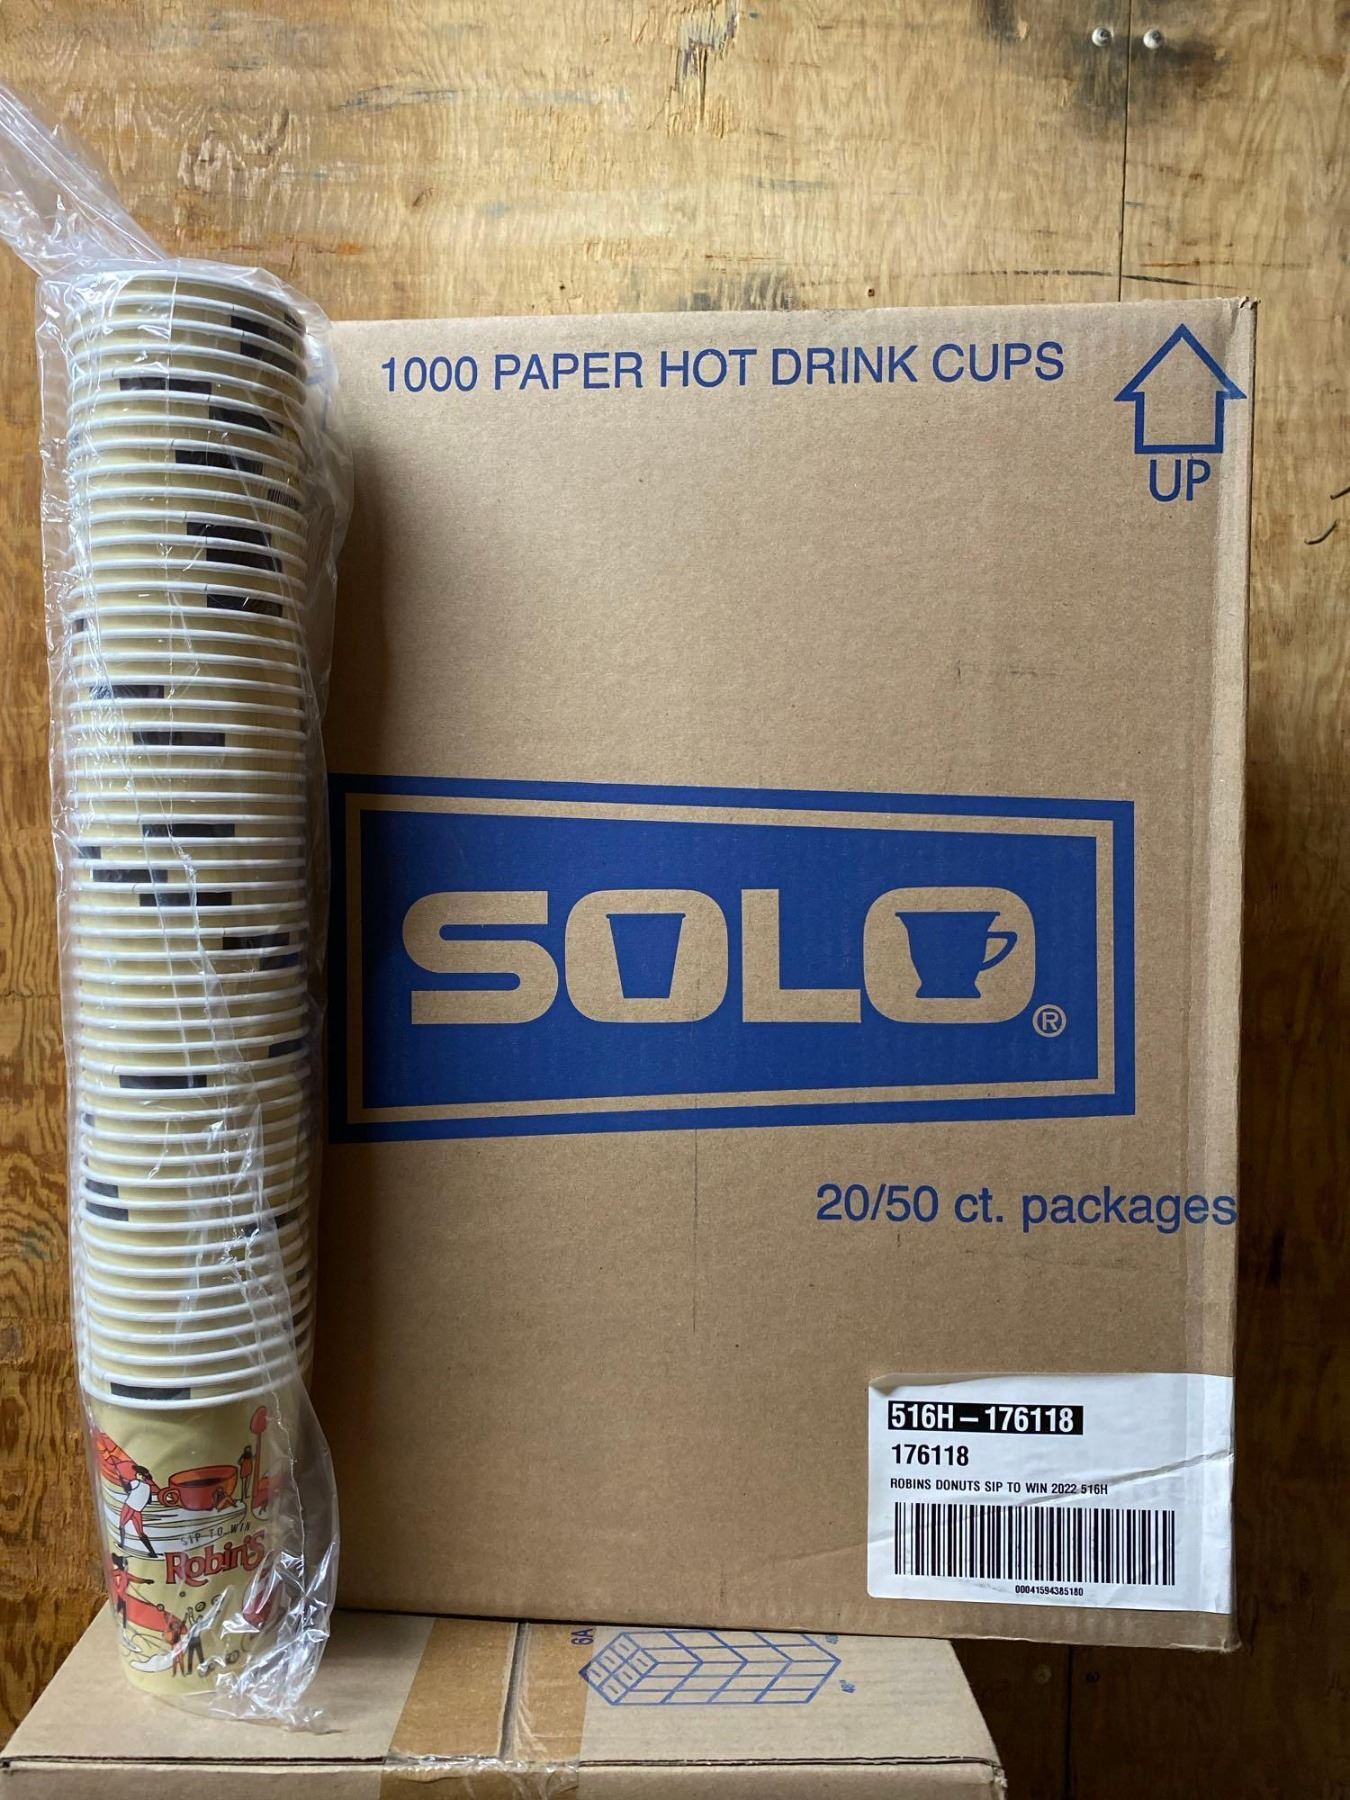 1000 PAPER HOT DRINK CUPS
UP
SOLO®
20/50 ct. packages
516H – 176118
176118
ROBINS DONUTS SIP TO WIN 2022 516H
00041594385180
SIP TO WIN
Robin's
6A